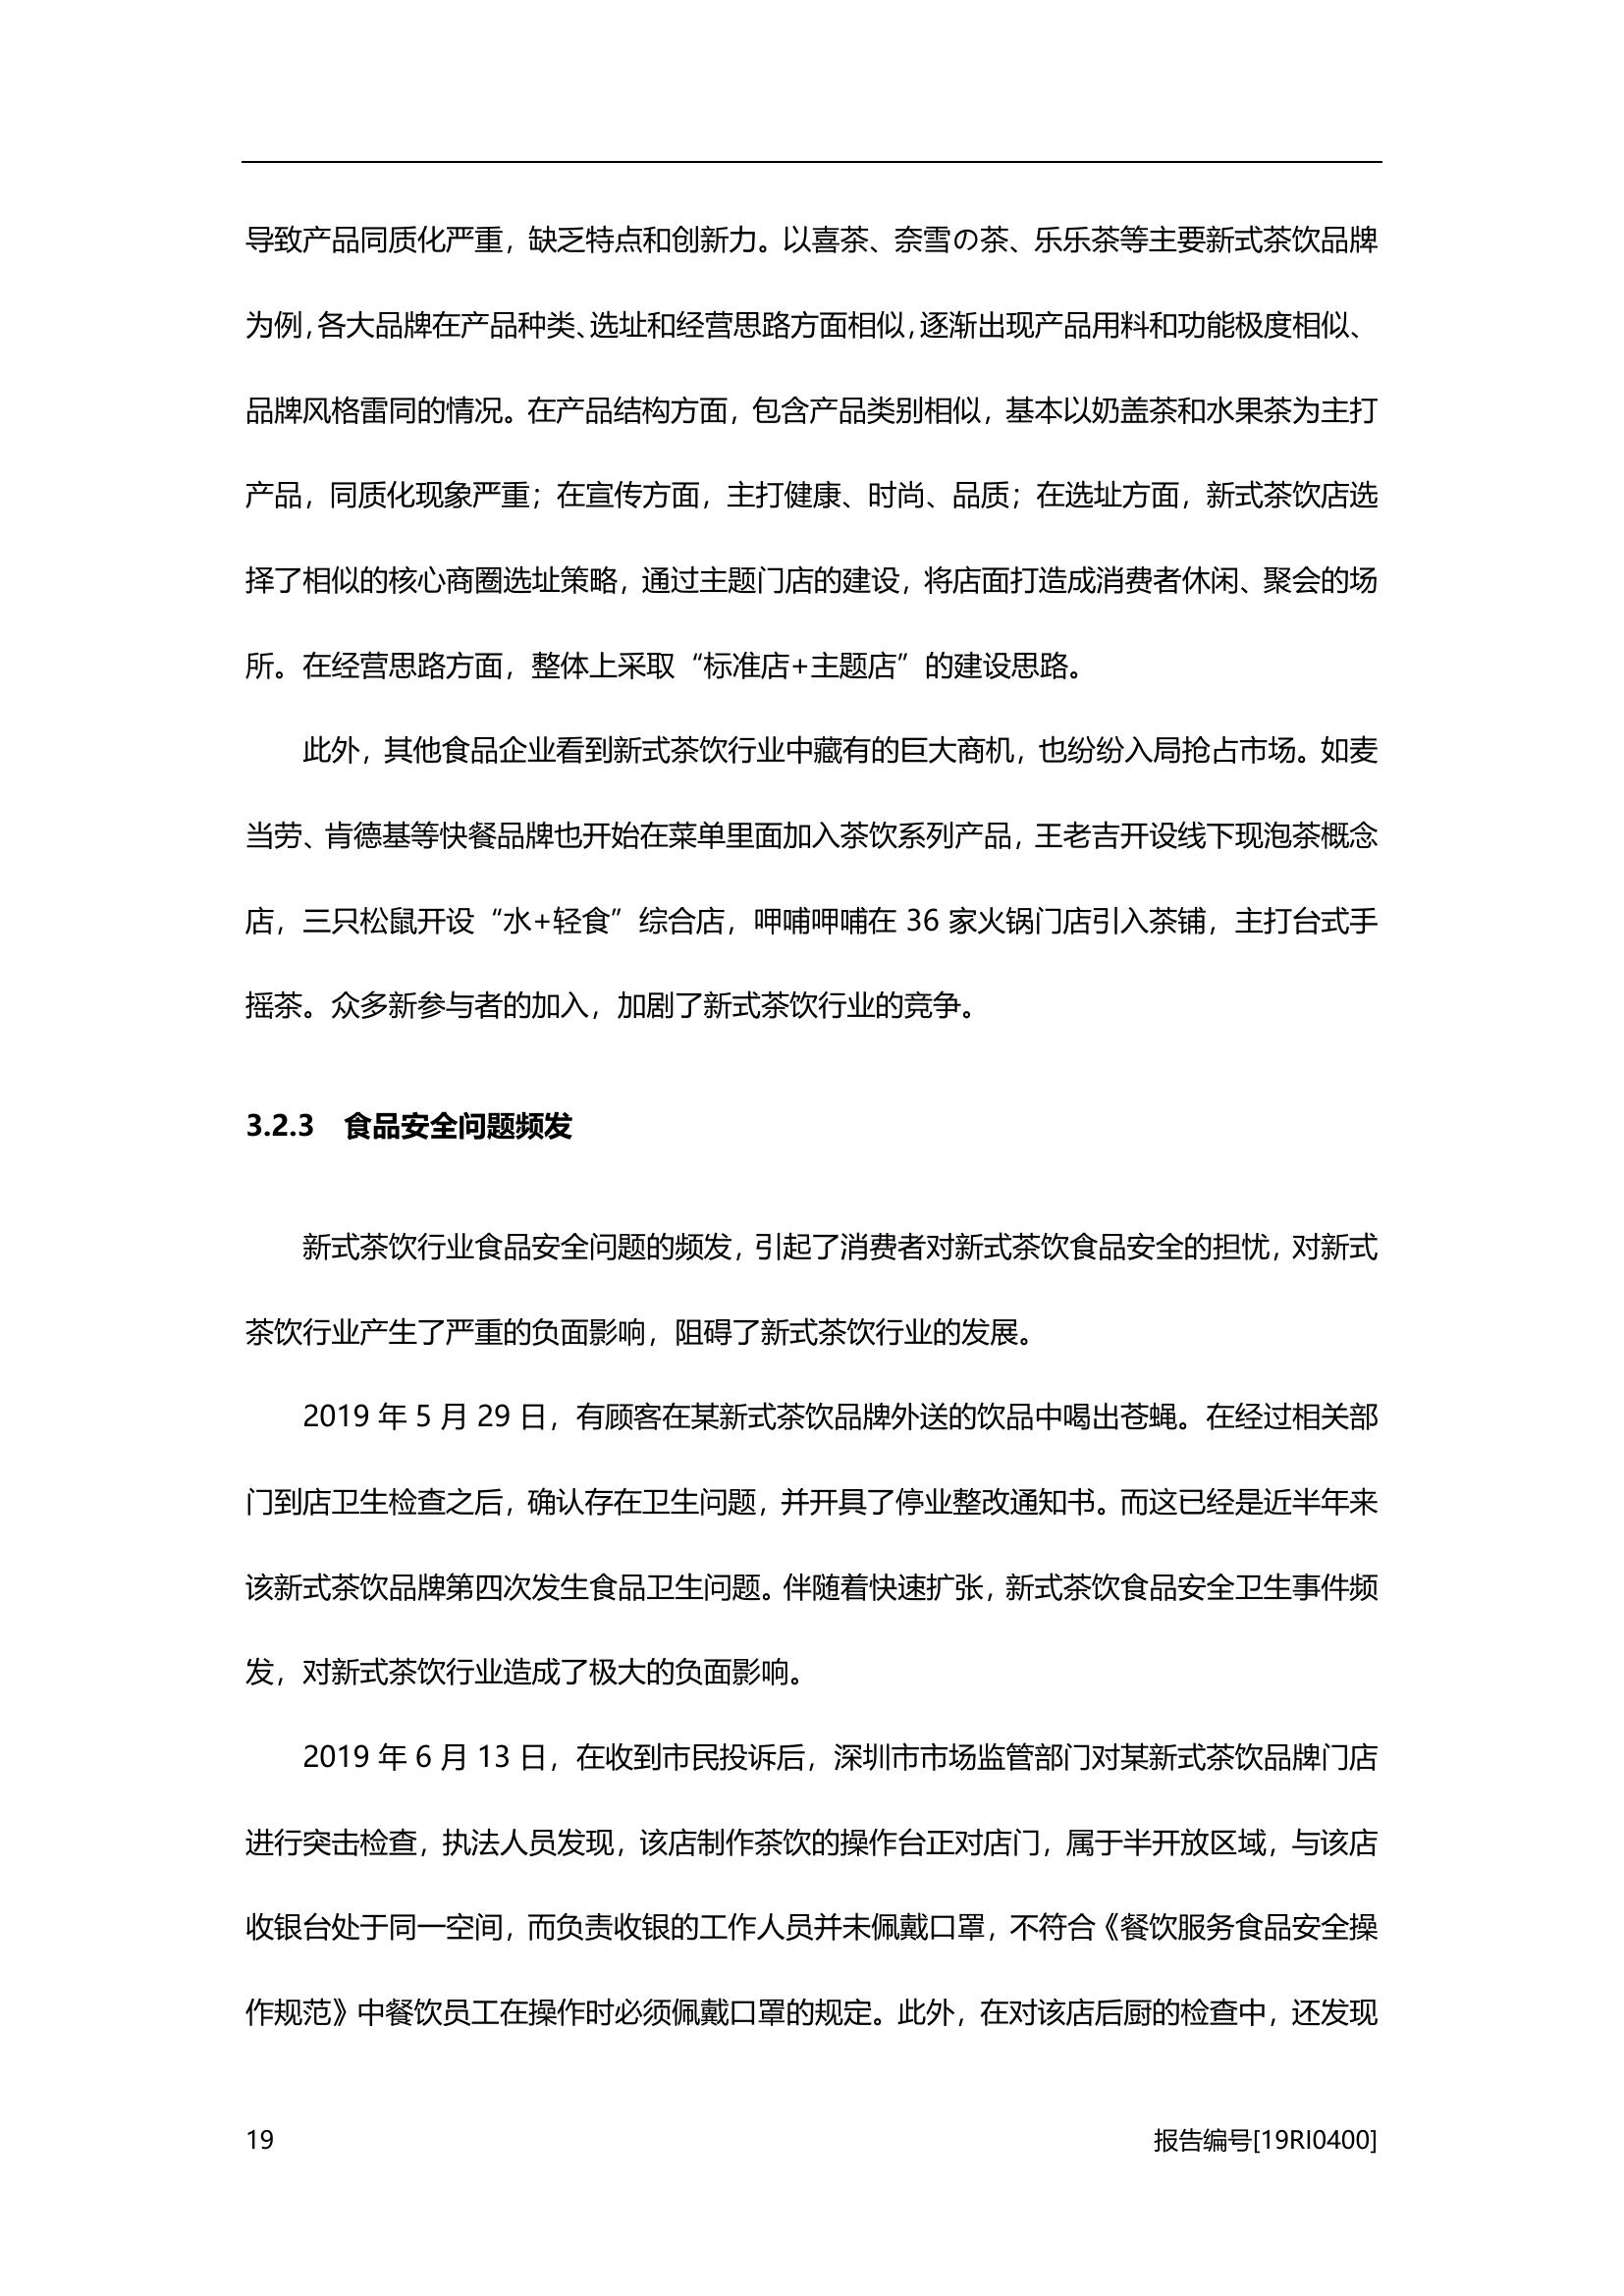 导致产品同质化严重，缺乏特点和创新力。以喜茶、奈雪の茶、乐乐茶等主要新式茶饮品牌
为例，各大品牌在产品种类、选址和经营思路方面相似，逐渐出现产品用料和功能极度相似、
品牌风格雷同的情况。在产品结构方面，包含产品类别相似，基本以奶盖茶和水果茶为主打
产品，同质化现象严重；在宣传方面，主打健康、时尚、品质；在选址方面，新式茶饮店选
择了相似的核心商圈选址策略，通过主题门店的建设，将店面打造成消费者休闲、聚会的场
所。在经营思路方面，整体上采取“标准店+主题店”的建设思路。
此外，其他食品企业看到新式茶饮行业中藏有的巨大商机，也纷纷入局抢占市场。如麦
当劳、肯德基等快餐品牌也开始在菜单里面加入茶饮系列产品，王老吉开设线下现泡茶概念
店，三只松鼠开设“水+轻食”综合店，呷哺呷哺在 36 家火锅门店引入茶铺，主打台式手
摇茶。众多新参与者的加入，加剧了新式茶饮行业的竞争。
3.2.3 食品安全问题频发
新式茶饮行业食品安全问题的频发，引起了消费者对新式茶饮食品安全的担忧，对新式
茶饮行业产生了严重的负面影响，阻碍了新式茶饮行业的发展。
2019 年 5 月 29 日，有顾客在某新式茶饮品牌外送的饮品中喝出苍蝇。在经过相关部
门到店卫生检查之后，确认存在卫生问题，并开具了停业整改通知书。而这已经是近半年来
该新式茶饮品牌第四次发生食品卫生问题。伴随着快速扩张，新式茶饮食品安全卫生事件频
发，对新式茶饮行业造成了极大的负面影响。
2019 年 6 月 13 日，在收到市民投诉后，深圳市市场监管部门对某新式茶饮品牌门店
进行突击检查，执法人员发现，该店制作茶饮的操作台正对店门，属于半开放区域，与该店
收银台处于同一空间，而负责收银的工作人员并未佩戴口罩，不符合《餐饮服务食品安全操
作规范》中餐饮员工在操作时必须佩戴口罩的规定。此外，在对该店后厨的检查中，还发现
19 报告编号[19RI0400]